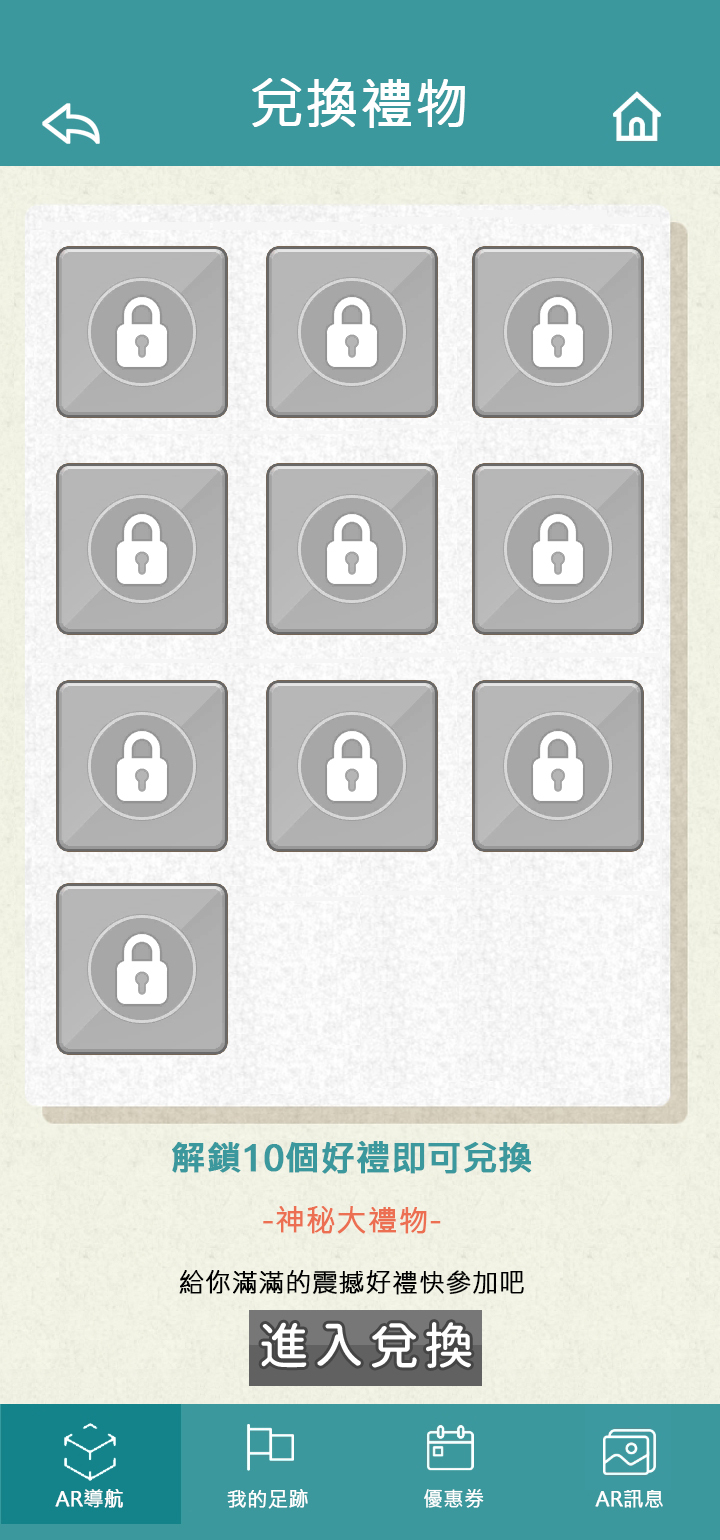 兌換禮物
解鎖10個好禮即可兌換
-神秘大禮物-
給你滿滿的震撼好禮快參加吧
進入兌換
AR導航
我的足跡
優惠券
AR訊息